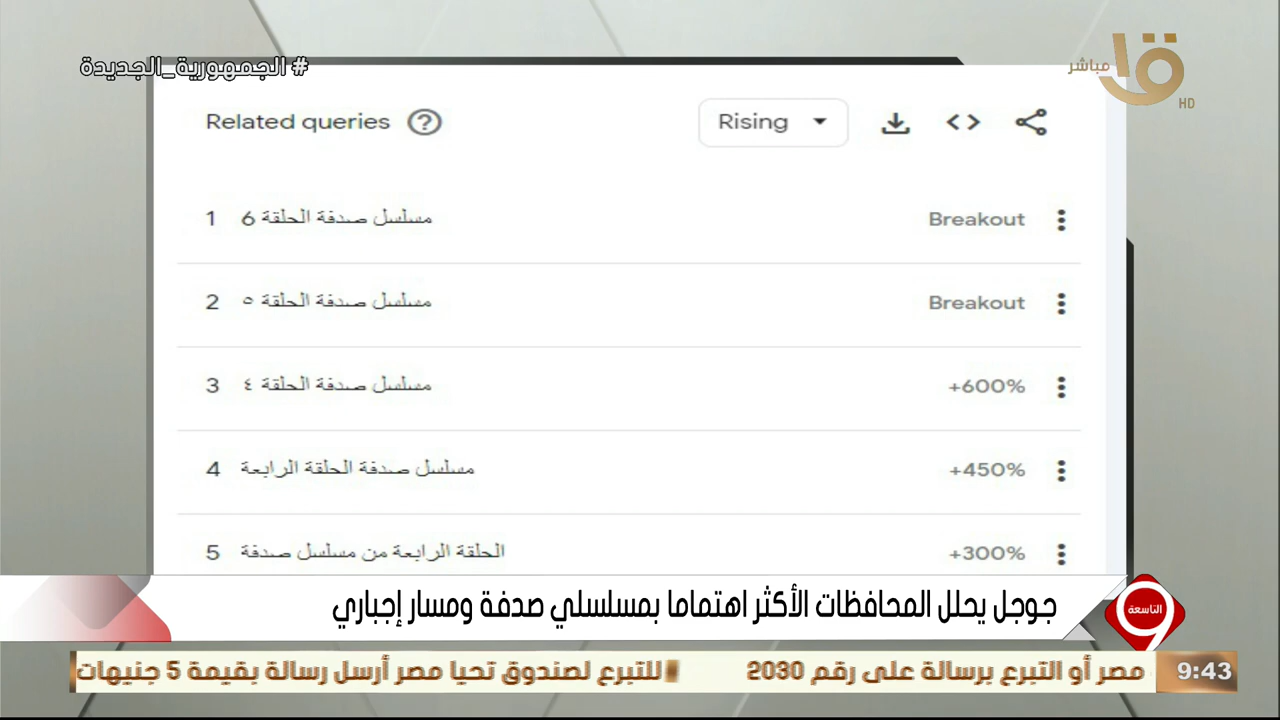 #الجمهورية_الجديدة
مباشر
HD
Related queries
Rising
1 مسلسل صدفة الحلقة 6 Breakout
2 مسلسل صدفة الحلقة ٥ Breakout
3 مسلسل صدفة الحلقة ٤ +600%
4 مسلسل صدفة الحلقة الرابعة +450%
5 الحلقة الرابعة من مسلسل صدفة +300%
جوجل يحلل المحافظات الأكثر اهتماما بمسلسلي صدفة ومسار إجباري
التاسعة
9
مصر أو التبرع برسالة على رقم 2030 للتبرع لصندوق تحيا مصر أرسل رسالة بقيمة 5 جنيهات
9:43